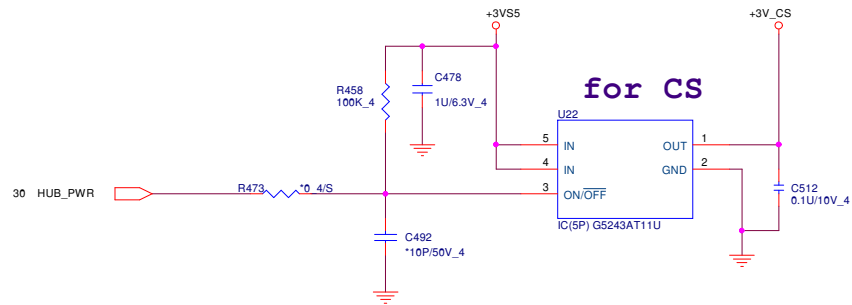 +3VS5
+3V_CS
R458
100K_4
C478
1U/6.3V_4
for CS
U22
5 IN OUT 1
4 IN GND 2
3 ON/OFF
30 HUB_PWR
R473 *0_4/S
C512
0.1U/10V_4
C492
*10P/50V_4
IC(5P) G5243AT11U